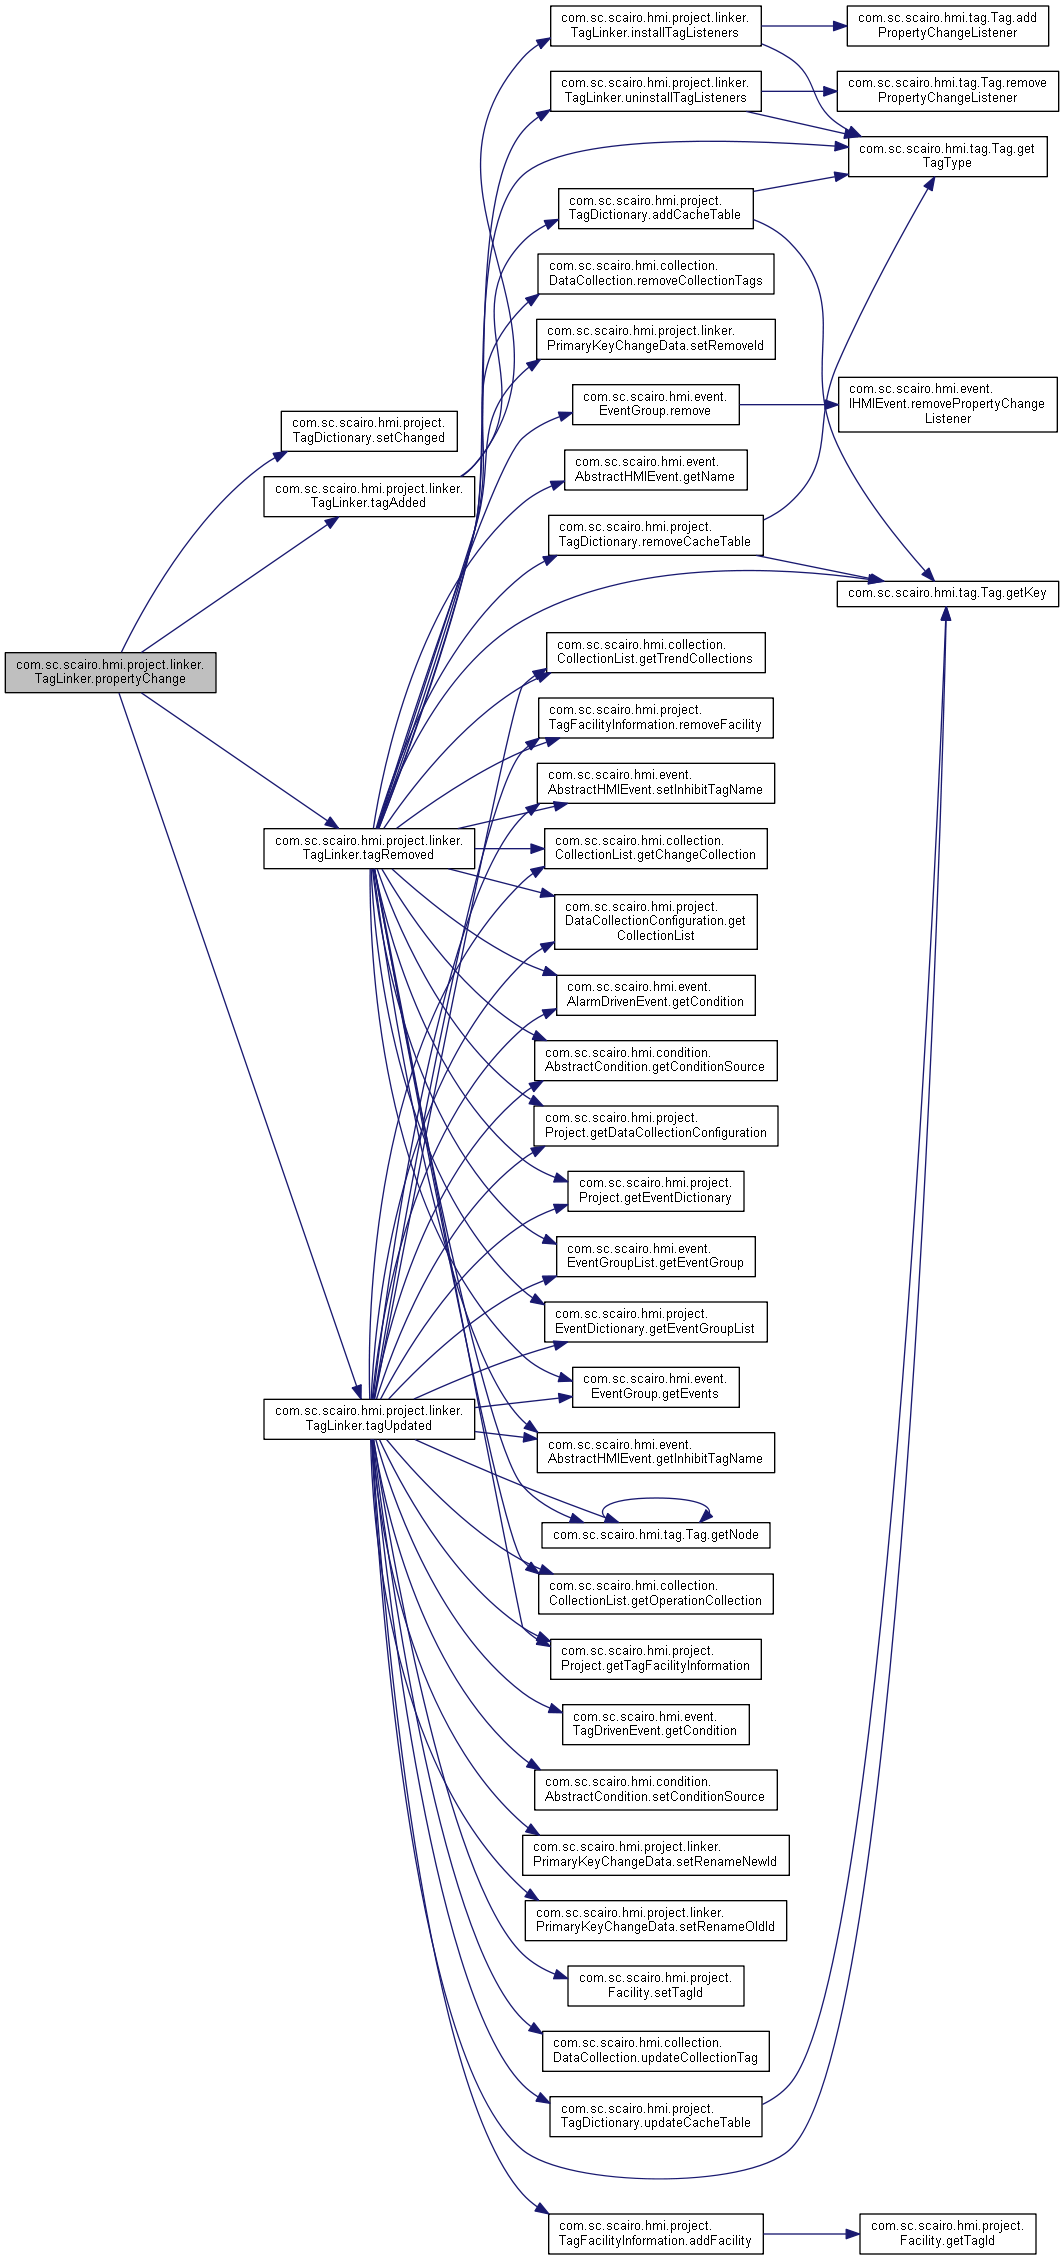 com.sc.scairo.hmi.project.linker.
TagLinker.propertyChange
com.sc.scairo.hmi.project.
TagDictionary.setChanged
com.sc.scairo.hmi.project.linker.
TagLinker.tagAdded
com.sc.scairo.hmi.project.linker.
TagLinker.tagRemoved
com.sc.scairo.hmi.project.linker.
TagLinker.tagUpdated
com.sc.scairo.hmi.project.linker.
TagLinker.installTagListeners
com.sc.scairo.hmi.project.linker.
TagLinker.uninstallTagListeners
com.sc.scairo.hmi.project.
TagDictionary.addCacheTable
com.sc.scairo.hmi.collection.
DataCollection.removeCollectionTags
com.sc.scairo.hmi.project.linker.
PrimaryKeyChangeData.setRemoveId
com.sc.scairo.hmi.event.
EventGroup.remove
com.sc.scairo.hmi.event.
AbstractHMIEvent.getName
com.sc.scairo.hmi.project.
TagDictionary.removeCacheTable
com.sc.scairo.hmi.collection.
CollectionList.getTrendCollections
com.sc.scairo.hmi.project.
TagFacilityInformation.removeFacility
com.sc.scairo.hmi.event.
AbstractHMIEvent.setInhibitTagName
com.sc.scairo.hmi.collection.
CollectionList.getChangeCollection
com.sc.scairo.hmi.project.
DataCollectionConfiguration.get
CollectionList
com.sc.scairo.hmi.event.
AlarmDrivenEvent.getCondition
com.sc.scairo.hmi.condition.
AbstractCondition.getConditionSource
com.sc.scairo.hmi.project.
Project.getDataCollectionConfiguration
com.sc.scairo.hmi.project.
Project.getEventDictionary
com.sc.scairo.hmi.event.
EventGroupList.getEventGroup
com.sc.scairo.hmi.project.
EventDictionary.getEventGroupList
com.sc.scairo.hmi.event.
EventGroup.getEvents
com.sc.scairo.hmi.event.
AbstractHMIEvent.getInhibitTagName
com.sc.scairo.hmi.tag.Tag.getNode
com.sc.scairo.hmi.collection.
CollectionList.getOperationCollection
com.sc.scairo.hmi.project.
Project.getTagFacilityInformation
com.sc.scairo.hmi.event.
TagDrivenEvent.getCondition
com.sc.scairo.hmi.condition.
AbstractCondition.setConditionSource
com.sc.scairo.hmi.project.linker.
PrimaryKeyChangeData.setRenameNewId
com.sc.scairo.hmi.project.linker.
PrimaryKeyChangeData.setRenameOldId
com.sc.scairo.hmi.project.
Facility.setTagId
com.sc.scairo.hmi.collection.
DataCollection.updateCollectionTag
com.sc.scairo.hmi.project.
TagDictionary.updateCacheTable
com.sc.scairo.hmi.project.
TagFacilityInformation.addFacility
com.sc.scairo.hmi.tag.Tag.add
PropertyChangeListener
com.sc.scairo.hmi.tag.Tag.remove
PropertyChangeListener
com.sc.scairo.hmi.tag.Tag.get
TagType
com.sc.scairo.hmi.event.
IHMIEvent.removePropertyChange
Listener
com.sc.scairo.hmi.tag.Tag.getKey
com.sc.scairo.hmi.project.
Facility.getTagId